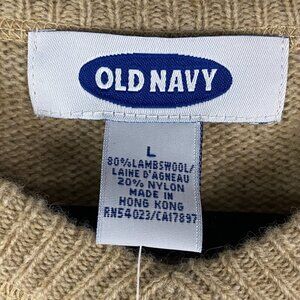 OLD NAVY
L
80%LAMBSWOOL/
LAINE D'AGNEAU
20% NYLON
MADE IN
HONG KONG
RN54023/CA17897